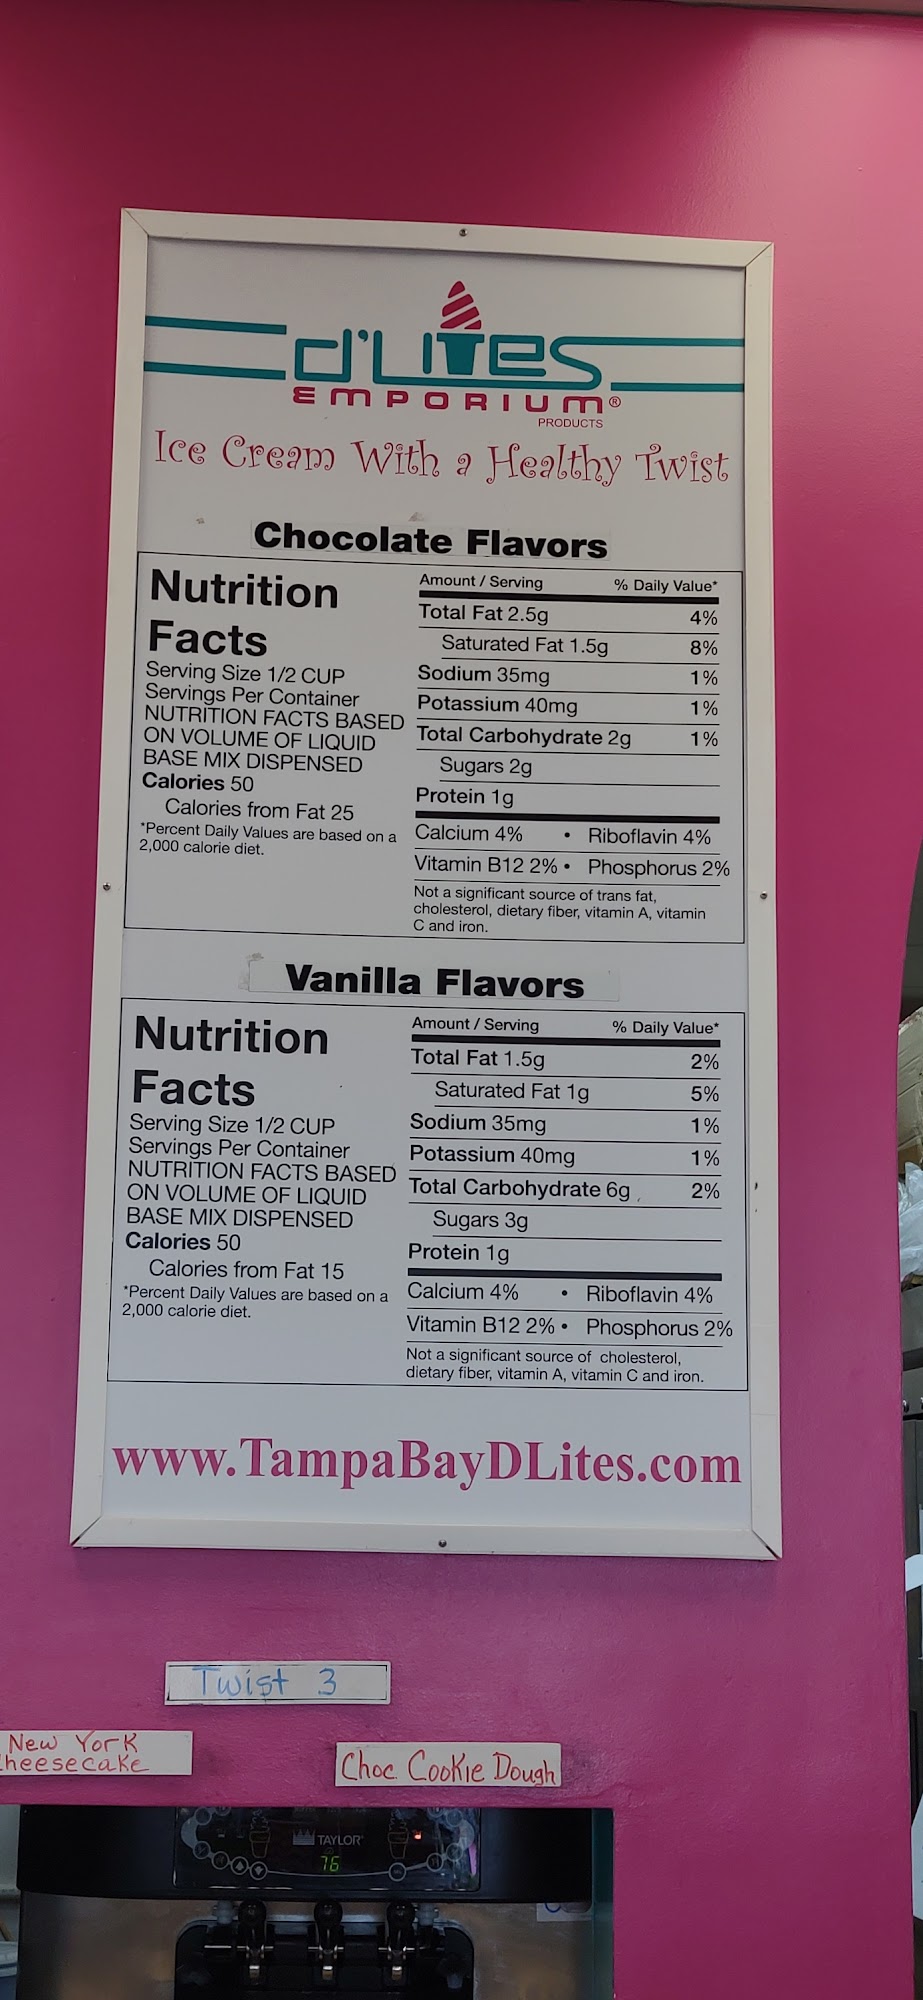 d'Lites
EMPORIUM®
PRODUCTS
Ice Cream With a Healthy Twist
Chocolate Flavors
Nutrition
Facts
Serving Size 1/2 CUP
Servings Per Container
NUTRITION FACTS BASED
ON VOLUME OF LIQUID
BASE MIX DISPENSED
Calories 50
Calories from Fat 25
*Percent Daily Values are based on a
2,000 calorie diet.
Amount / Serving % Daily Value*
Total Fat 2.5g 4%
Saturated Fat 1.5g 8%
Sodium 35mg 1%
Potassium 40mg 1%
Total Carbohydrate 2g 1%
Sugars 2g
Protein 1g
Calcium 4% • Riboflavin 4%
Vitamin B12 2% • Phosphorus 2%
Not a significant source of trans fat,
cholesterol, dietary fiber, vitamin A, vitamin
C and iron.
Vanilla Flavors
Nutrition
Facts
Serving Size 1/2 CUP
Servings Per Container
NUTRITION FACTS BASED
ON VOLUME OF LIQUID
BASE MIX DISPENSED
Calories 50
Calories from Fat 15
*Percent Daily Values are based on a
2,000 calorie diet.
Amount / Serving % Daily Value*
Total Fat 1.5g 2%
Saturated Fat 1g 5%
Sodium 35mg 1%
Potassium 40mg 1%
Total Carbohydrate 6g 2%
Sugars 3g
Protein 1g
Calcium 4% • Riboflavin 4%
Vitamin B12 2% • Phosphorus 2%
Not a significant source of cholesterol,
dietary fiber, vitamin A, vitamin C and iron.
www.TampaBayDLites.com
Twist 3
New York
heesecake
Choc Cookie Dough
TAYLOR
76